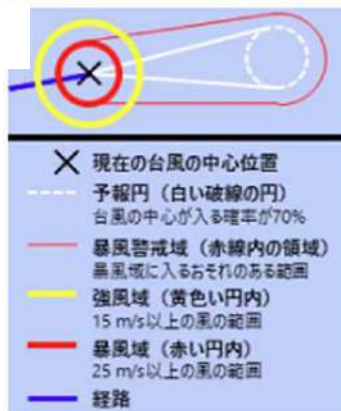 現在の台風の中心位置
予報円（白い破線の円）
台風の中心が入る確率が70%
暴風警戒域（赤線内の領域）
暴風域に入るおそれのある範囲
強風域（黄色い円内）
15 m/s以上の風の範囲
暴風域（赤い円内）
25 m/s以上の風の範囲
経路